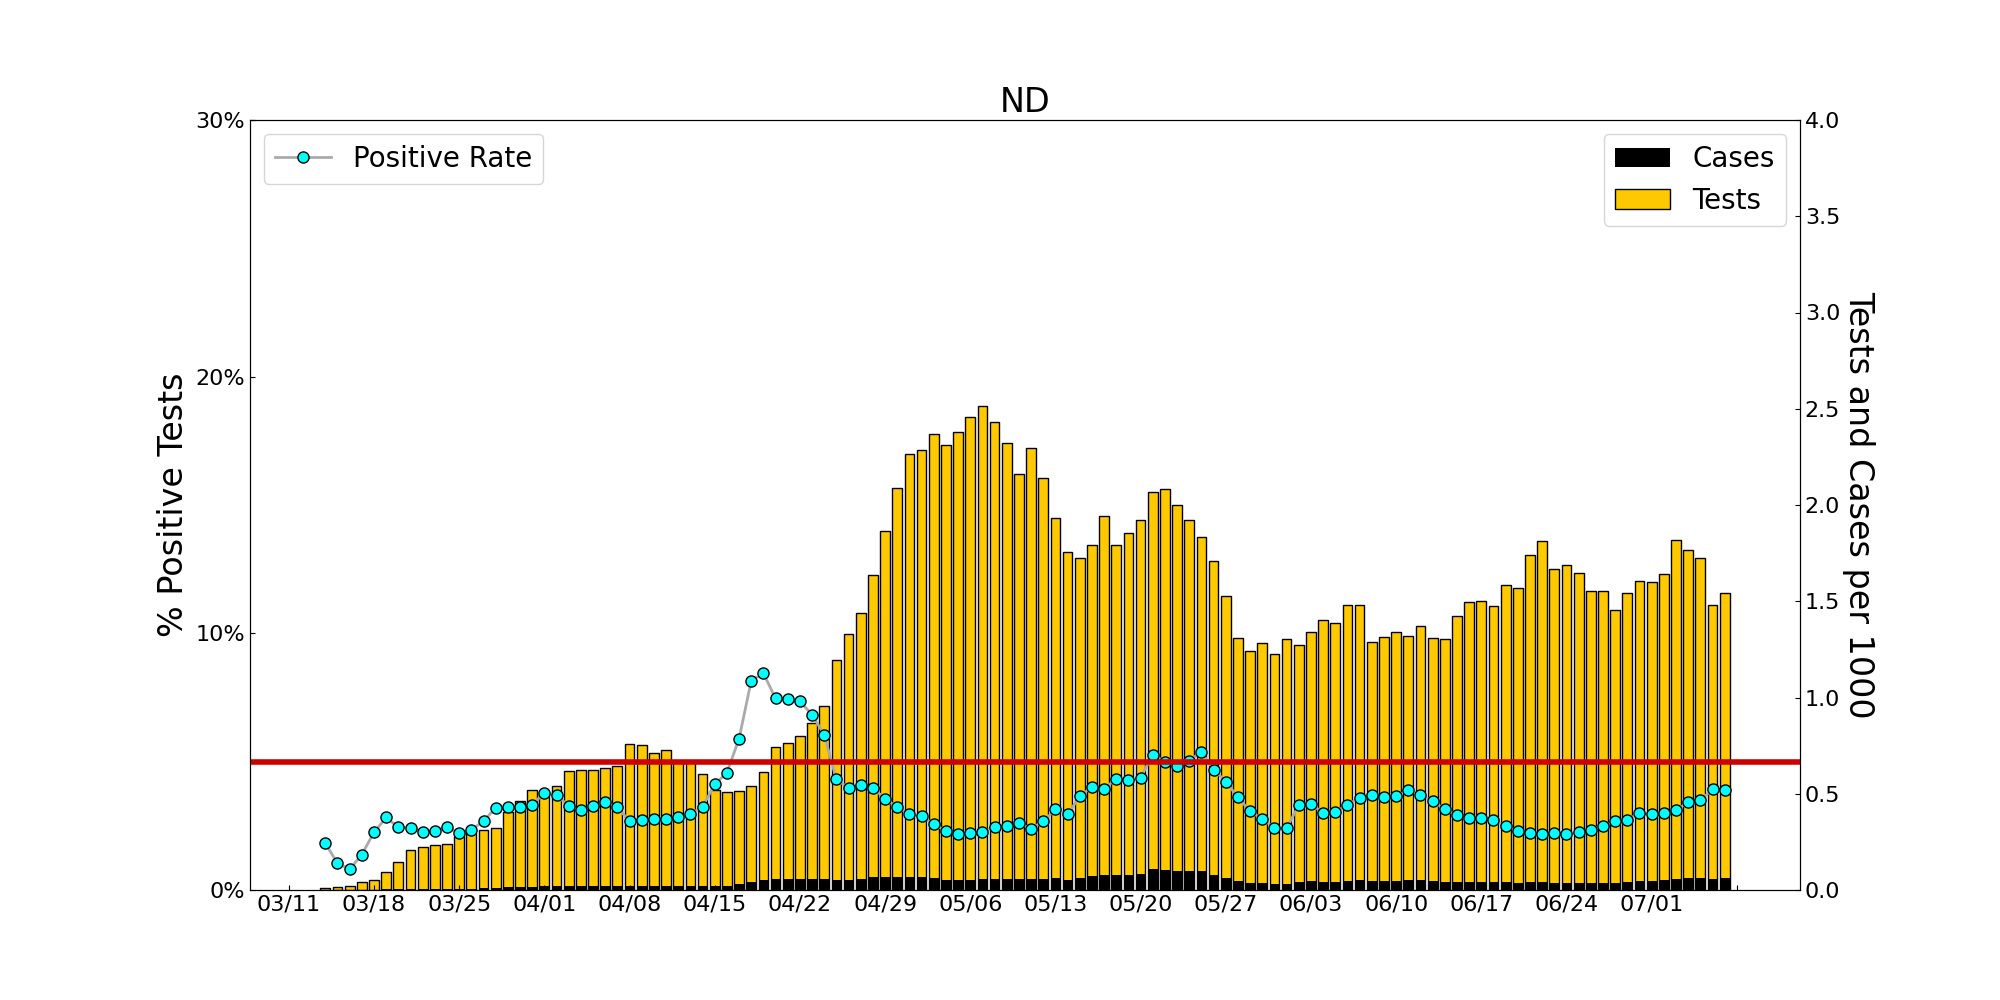 ND
30%
20%
10%
0%
% Positive Tests
Positive Rate
Cases
Tests
4.0
3.5
3.0
2.5
2.0
1.5
1.0
0.5
0.0
Tests and Cases per 1000
03/11 03/18 03/25 04/01 04/08 04/15 04/22 04/29 05/06 05/13 05/20 05/27 06/03 06/10 06/17 06/24 07/01